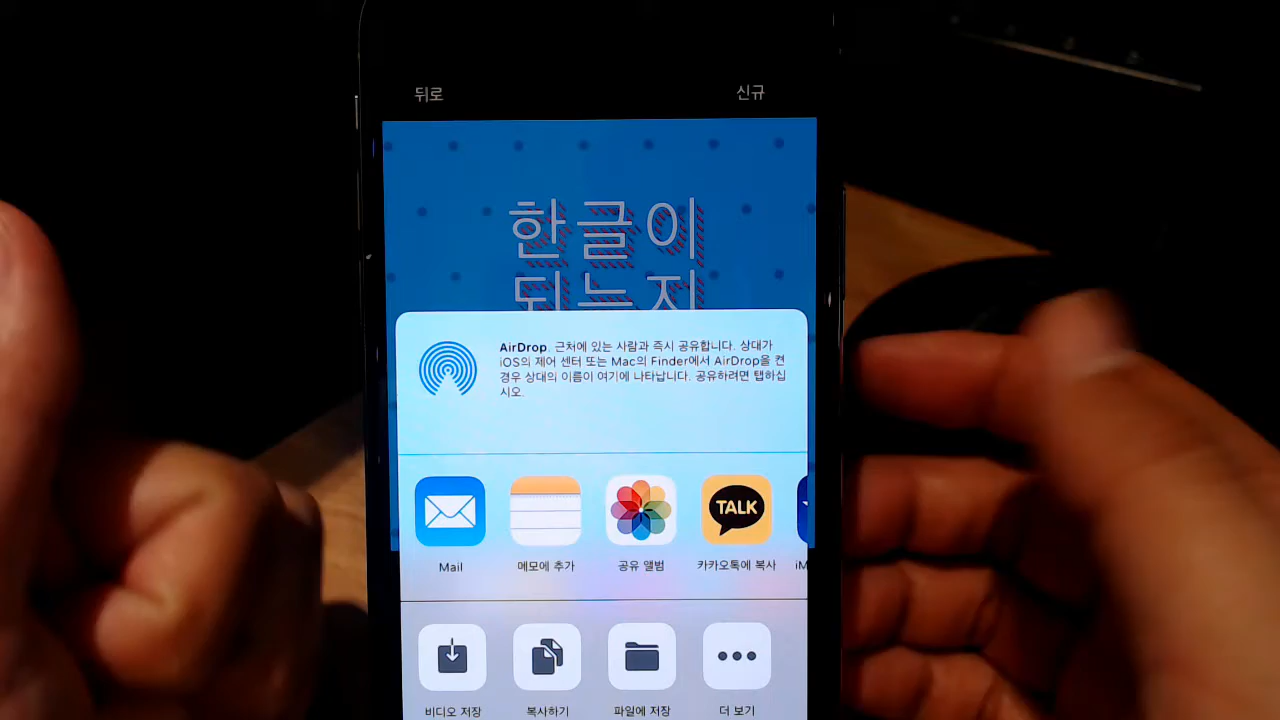 뒤로
신규
한글이
되는지
AirDrop. 근처에 있는 사람과 즉시 공유합니다. 상대가
iOS의 제어 센터 또는 Mac의 Finder에서 AirDrop을 켠
경우 상대의 이름이 여기에 나타납니다. 공유하려면 탭하십
시오.
TALK
Mail
메모에 추가
공유 앨범
카카오톡에 복사
iM
비디오 저장
복사하기
파일에 저장
더 보기